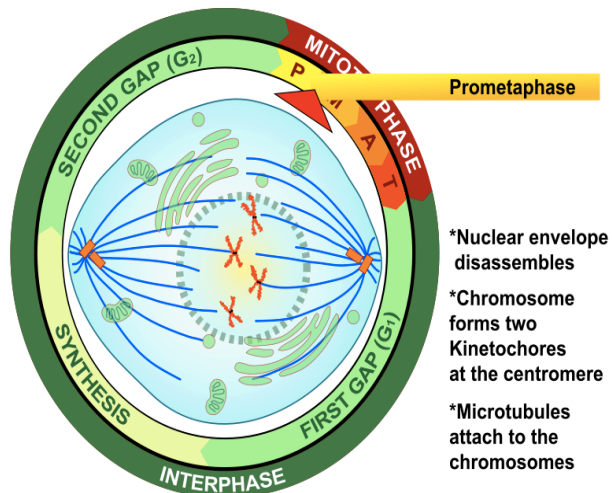 MITOTIC PHASE
SECOND GAP (G2)
P M A T
Prometaphase
*Nuclear envelope
disassembles
*Chromosome
forms two
Kinetochores
at the centromere
*Microtubules
attach to the
chromosomes
SYNTHESIS
FIRST GAP (G1)
INTERPHASE